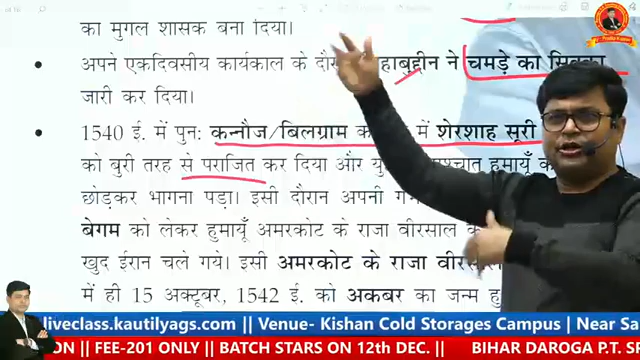 का मुगल शासक बना दिया।
अपने एकदिवसीय कार्यकाल के ने चमड़े का सिक्का
जारी कर दिया।
1540 ई. में पुन: कन्नौज/बिलग्राम में शेरशाह सूरी
को बुरी तरह से पराजित कर दिया और हुमायूँ
छोड़कर भागना पड़ा। इसी दौरान अपनी
बेगम को लेकर हुमायूँ अमरकोट के राजा वीरसाल
खुद ईरान चले गये। इसी अमरकोट के राजा वीरसाल
में ही 15 अक्टूबर, 1542 ई. को अकबर का जन्म
liveclass.kautilyags.com || Venue- Kishan Cold Storages Campus | Near Sa
ON || FEE-201 ONLY || BATCH STARS ON 12th DEC. || BIHAR DAROGA P.T. SP